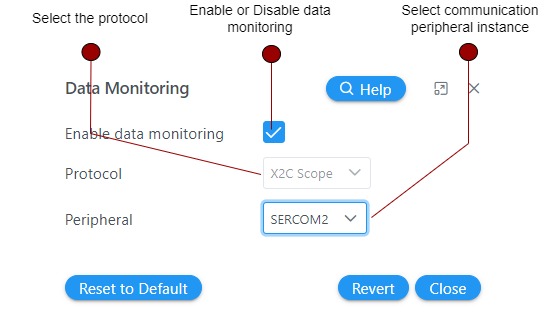 Select the protocol
Enable or Disable data
monitoring
Select communication
peripheral instance
Data Monitoring
Help
Enable data monitoring
Protocol
X2C Scope
Peripheral
SERCOM2
Reset to Default
Revert
Close